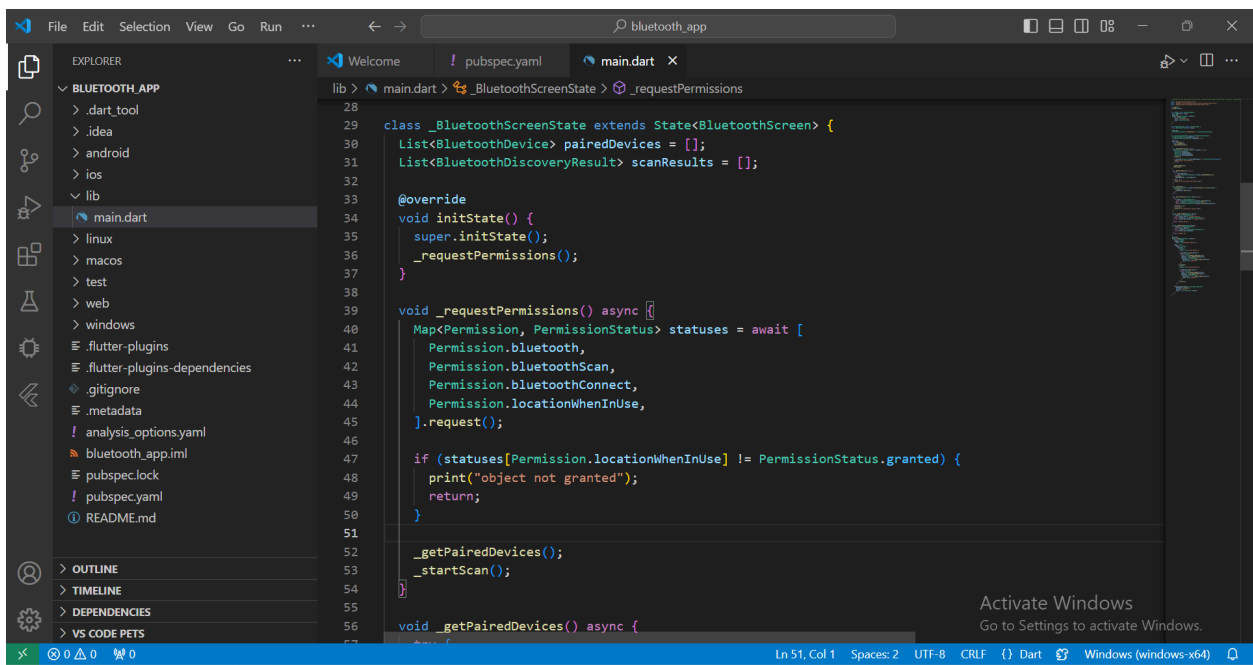 File Edit Selection View Go Run ··· bluetooth_app
EXPLORER ···
BLUETOOTH_APP
.dart_tool
.idea
android
ios
lib
main.dart
linux
macos
test
web
windows
.flutter-plugins
.flutter-plugins-dependencies
.gitignore
.metadata
analysis_options.yaml
bluetooth_app.iml
pubspec.lock
pubspec.yaml
README.md
OUTLINE
TIMELINE
DEPENDENCIES
VS CODE PETS
Welcome ! pubspec.yaml main.dart
lib > main.dart > _BluetoothScreenState > _requestPermissions
28
29 class _BluetoothScreenState extends State<BluetoothScreen> {
30 List<BluetoothDevice> pairedDevices = [];
31 List<BluetoothDiscoveryResult> scanResults = [];
32
33 @override
34 void initState() {
35 super.initState();
36 _requestPermissions();
37 }
38
39 void _requestPermissions() async {
40 Map<Permission, PermissionStatus> statuses = await [
41 Permission.bluetooth,
42 Permission.bluetoothScan,
43 Permission.bluetoothConnect,
44 Permission.locationWhenInUse,
45 ].request();
46
47 if (statuses[Permission.locationWhenInUse] != PermissionStatus.granted) {
48 print("object not granted");
49 return;
50 }
51
52 _getPairedDevices();
53 _startScan();
54 }
55
56 void _getPairedDevices() async {
Activate Windows
Go to Settings to activate Windows.
0 0 0 Ln 51, Col 1 Spaces: 2 UTF-8 CRLF {} Dart Windows (windows-x64)